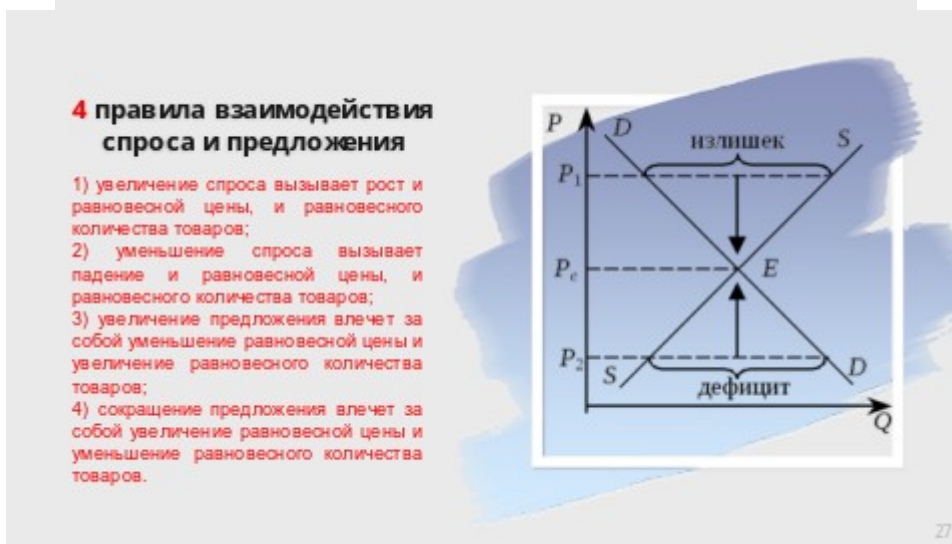 4 правила взаимодействия
спроса и предложения
1) увеличение спроса вызывает рост и
равновесной цены, и равновесного
количества товаров;
2) уменьшение спроса вызывает
падение и равновесной цены, и
равновесного количества товаров;
3) увеличение предложения влечет за
собой уменьшение равновесной цены и
увеличение равновесного количества
товаров;
4) сокращение предложения влечет за
собой увеличение равновесной цены и
уменьшение равновесного количества
товаров.
P
D
излишек
S
P₁
Pₑ
E
P₂
S
дефицит
D
Q
27